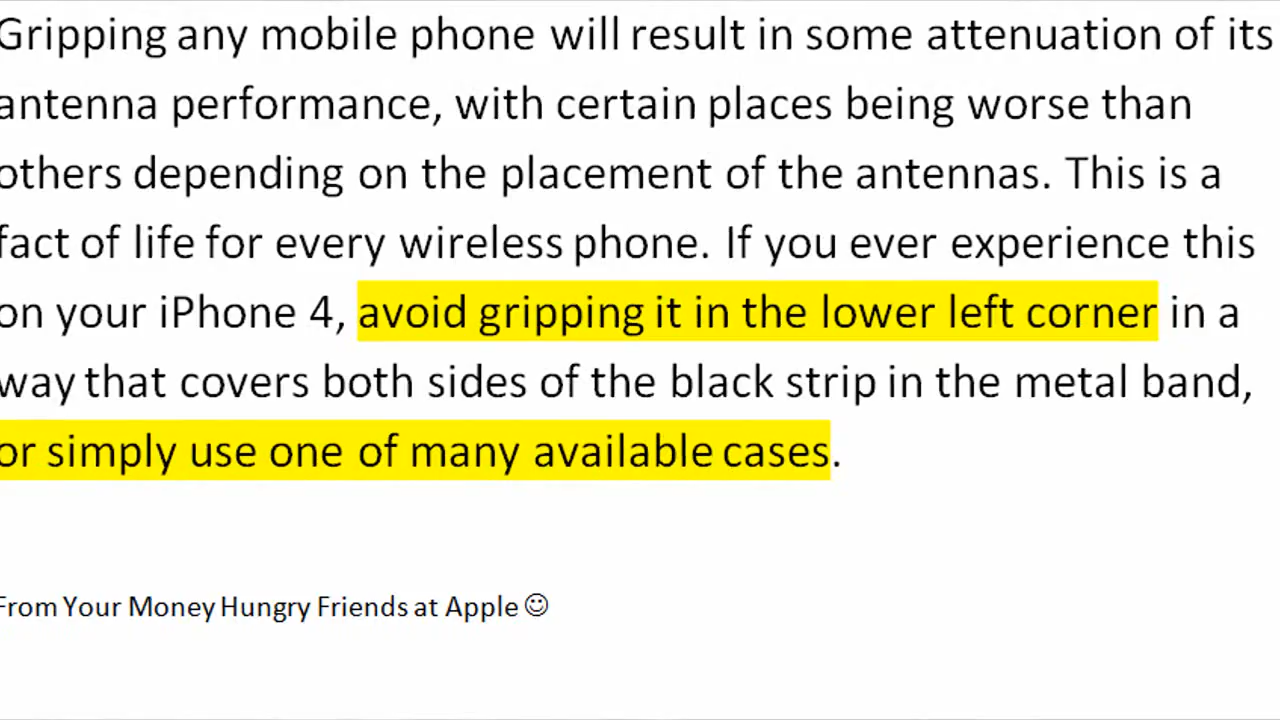 Gripping any mobile phone will result in some attenuation of its
antenna performance, with certain places being worse than
others depending on the placement of the antennas. This is a
fact of life for every wireless phone. If you ever experience this
on your iPhone 4, avoid gripping it in the lower left corner in a
way that covers both sides of the black strip in the metal band,
or simply use one of many available cases.
From Your Money Hungry Friends at Apple ☺